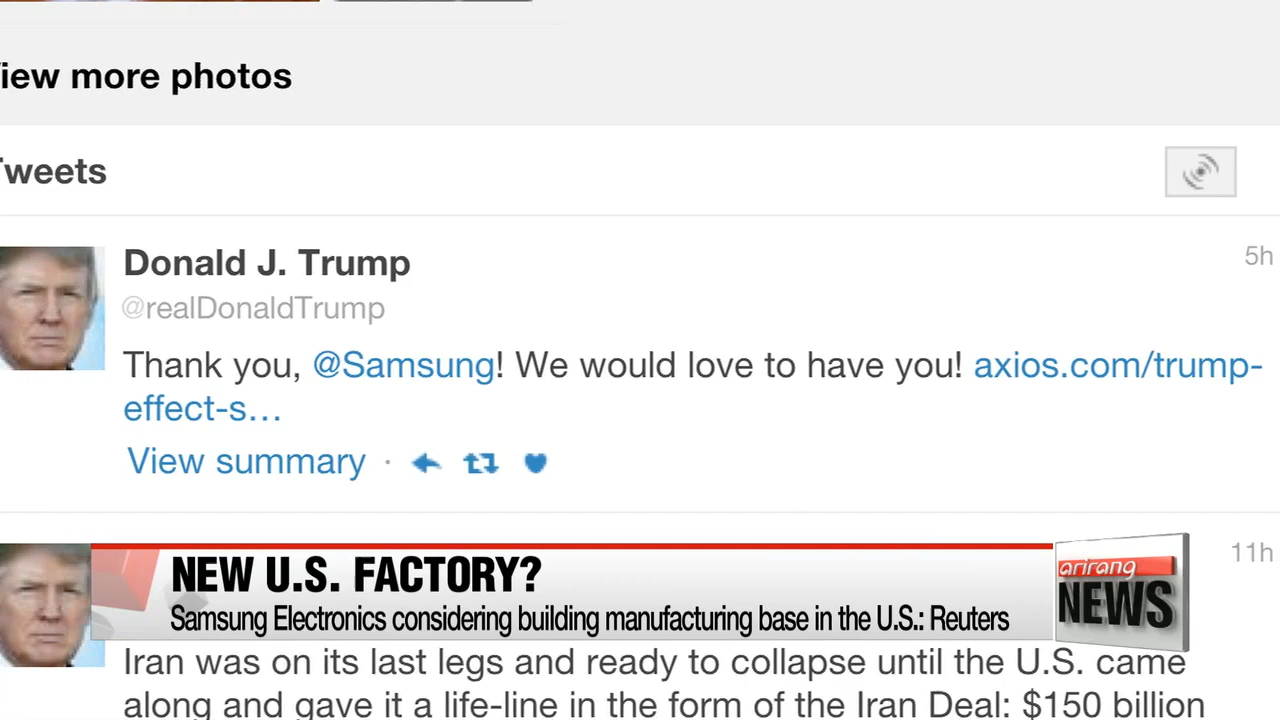 iew more photos
Tweets
Donald J. Trump
5h
@realDonaldTrump
Thank you, @Samsung! We would love to have you! axios.com/trump-
effect-s...
View summary ·
11h
NEW U.S. FACTORY?
Samsung Electronics considering building manufacturing base in the U.S.: Reuters
arirang
NEWS
Iran was on its last legs and ready to collapse until the U.S. came
along and gave it a life-line in the form of the Iran Deal: $150 billion